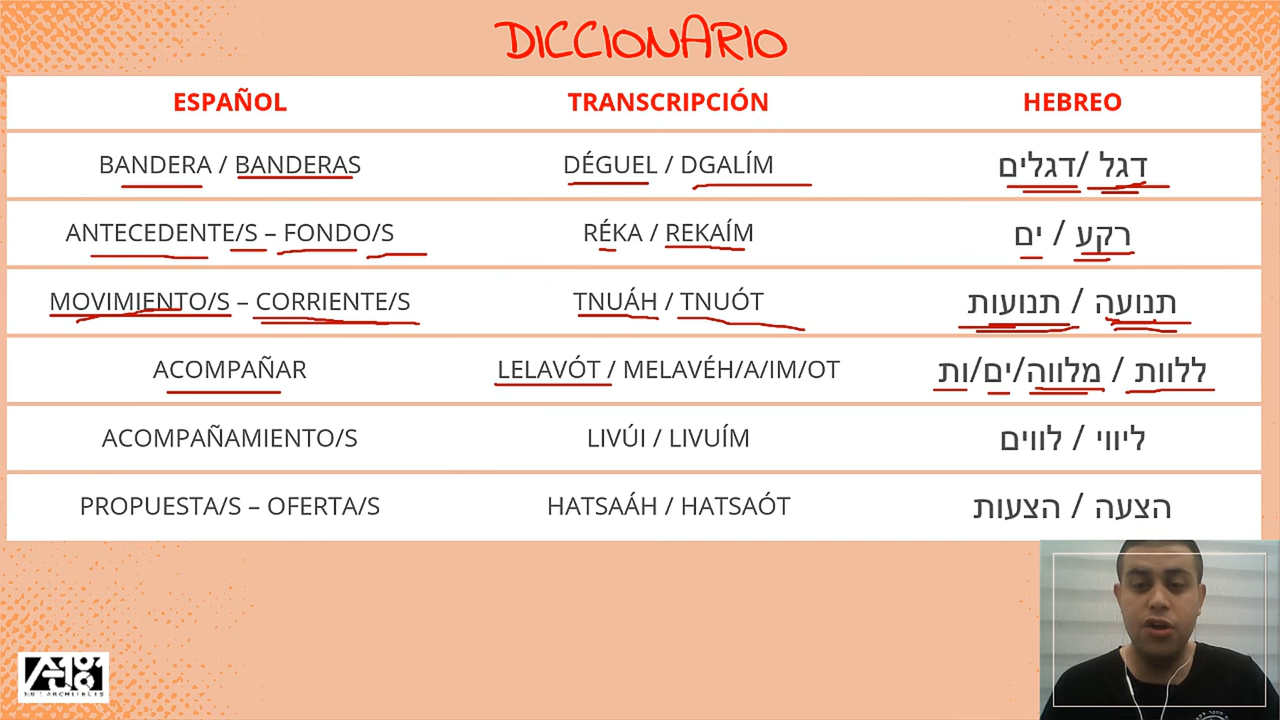 DICCIONARIO
ESPAÑOL TRANSCRIPCIÓN HEBREO
BANDERA / BANDERAS DÉGUEL / DGALÍM דגל /דגלים
ANTECEDENTE/S – FONDO/S RÉKA / REKAÍM רקע / ים
MOVIMIENTO/S – CORRIENTE/S TNUÁH / TNUÓT תנועה / תנועות
ACOMPAÑAR LELAVÓT / MELAVÉH/A/IM/OT ללוות / מלווה/ים/ות
ACOMPAÑAMIENTO/S LIVÚI / LIVUÍM ליווי / לווים
PROPUESTA/S – OFERTA/S HATSAÁH / HATSAÓT הצעה / הצעות